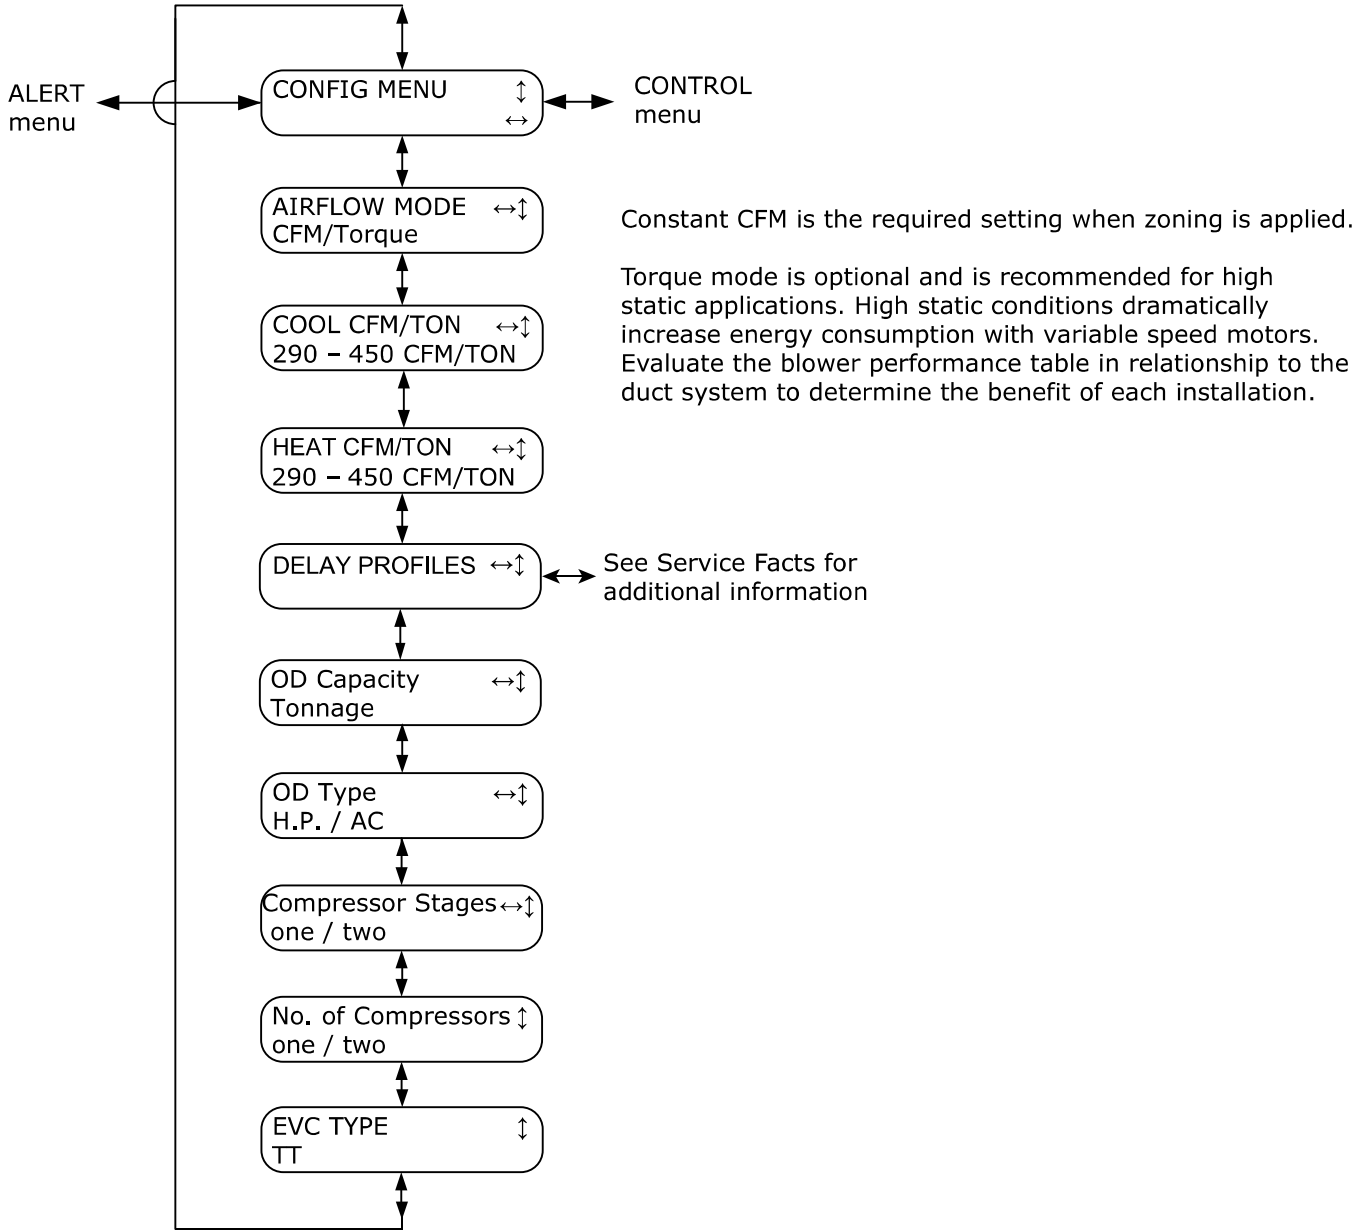 ALERT
menu
CONFIG MENU ↕
↔
CONTROL
menu
AIRFLOW MODE ↔↕
CFM/Torque
Constant CFM is the required setting when zoning is applied.
Torque mode is optional and is recommended for high
static applications. High static conditions dramatically
increase energy consumption with variable speed motors.
Evaluate the blower performance table in relationship to the
duct system to determine the benefit of each installation.
COOL CFM/TON ↔↕
290 – 450 CFM/TON
HEAT CFM/TON ↔↕
290 – 450 CFM/TON
DELAY PROFILES ↔↕
See Service Facts for
additional information
OD Capacity ↔↕
Tonnage
OD Type ↔↕
H.P. / AC
Compressor Stages ↔↕
one / two
No. of Compressors ↕
one / two
EVC TYPE ↕
TT